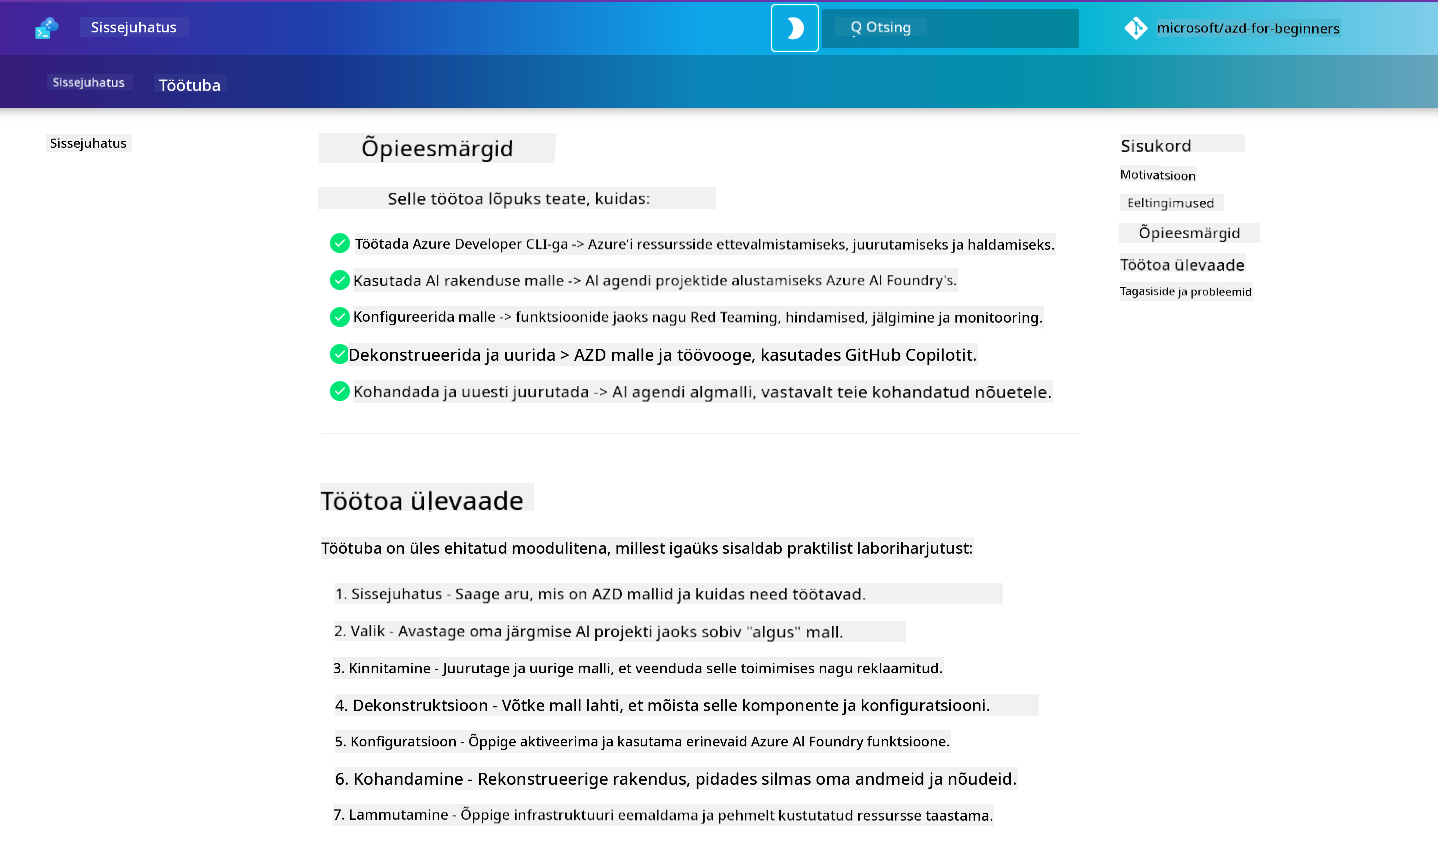 Sissejuhatus
Q Otsing
microsoft/azd-for-beginners
Sissejuhatus
Töötuba
Sissejuhatus
Õpieesmärgid
Selle töötoa lõpuks teate, kuidas:
Töötada Azure Developer CLI-ga -> Azure'i ressursside ettevalmistamiseks, juurutamiseks ja haldamiseks.
Kasutada AI rakenduse malle -> AI agendi projektide alustamiseks Azure AI Foundry's.
Konfigureerida malle -> funktsioonide jaoks nagu Red Teaming, hindamised, jälgimine ja monitooring.
Dekonstrueerida ja uurida > AZD malle ja töövooge, kasutades GitHub Copilotit.
Kohandada ja uuesti juurutada -> AI agendi algmalli, vastavalt teie kohandatud nõuetele.
Töötoa ülevaade
Töötuba on üles ehitatud moodulitena, millest igaüks sisaldab praktilist laboriharjutust:
1. Sissejuhatus - Saage aru, mis on AZD mallid ja kuidas need töötavad.
2. Valik - Avastage oma järgmise AI projekti jaoks sobiv "algus" mall.
3. Kinnitamine - Juurutage ja uurige malli, et veenduda selle toimimises nagu reklaamitud.
4. Dekonstruktsioon - Võtke mall lahti, et mõista selle komponente ja konfiguratsiooni.
5. Konfiguratsioon - Õppige aktiveerima ja kasutama erinevaid Azure AI Foundry funktsioone.
6. Kohandamine - Rekonstrueerige rakendus, pidades silmas oma andmeid ja nõudeid.
7. Lammutamine - Õppige infrastruktuuri eemaldama ja pehmelt kustutatud ressursse taastama.
Sisukord
Motivatsioon
Eeltingimused
Õpieesmärgid
Töötoa ülevaade
Tagasiside ja probleemid